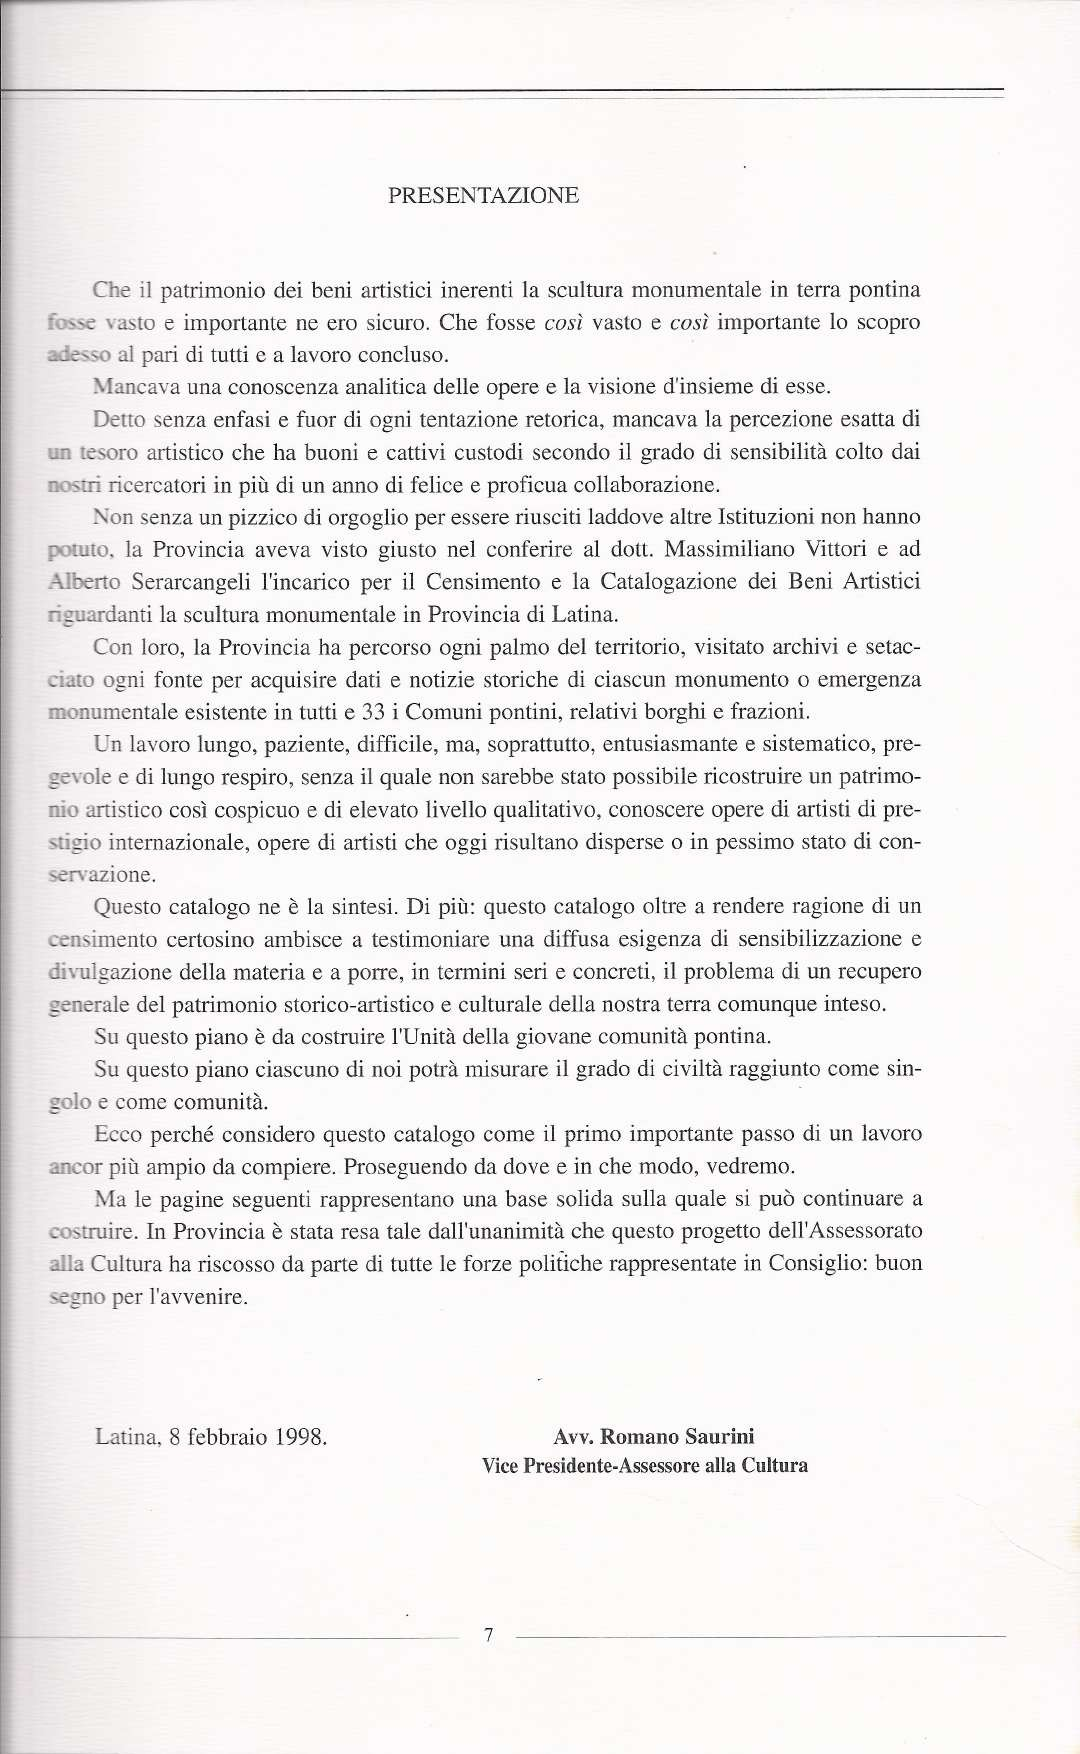 PRESENTAZIONE
Che il patrimonio dei beni artistici inerenti la scultura monumentale in terra pontina
fosse vasto e importante ne ero sicuro. Che fosse così vasto e così importante lo scopro
adesso al pari di tutti e a lavoro concluso.
Mancava una conoscenza analitica delle opere e la visione d'insieme di esse.
Detto senza enfasi e fuor di ogni tentazione retorica, mancava la percezione esatta di
un tesoro artistico che ha buoni e cattivi custodi secondo il grado di sensibilità colto dai
nostri ricercatori in più di un anno di felice e proficua collaborazione.
Non senza un pizzico di orgoglio per essere riusciti laddove altre Istituzioni non hanno
potuto, la Provincia aveva visto giusto nel conferire al dott. Massimiliano Vittori e ad
Alberto Serarcangeli l'incarico per il Censimento e la Catalogazione dei Beni Artistici
riguardanti la scultura monumentale in Provincia di Latina.
Con loro, la Provincia ha percorso ogni palmo del territorio, visitato archivi e setac-
ciato ogni fonte per acquisire dati e notizie storiche di ciascun monumento o emergenza
monumentale esistente in tutti e 33 i Comuni pontini, relativi borghi e frazioni.
Un lavoro lungo, paziente, difficile, ma, soprattutto, entusiasmante e sistematico, pre-
gevole e di lungo respiro, senza il quale non sarebbe stato possibile ricostruire un patrimo-
nio artistico così cospicuo e di elevato livello qualitativo, conoscere opere di artisti di pre-
stigio internazionale, opere di artisti che oggi risultano disperse o in pessimo stato di con-
servazione.
Questo catalogo ne è la sintesi. Di più: questo catalogo oltre a rendere ragione di un
censimento certosino ambisce a testimoniare una diffusa esigenza di sensibilizzazione e
divulgazione della materia e a porre, in termini seri e concreti, il problema di un recupero
generale del patrimonio storico-artistico e culturale della nostra terra comunque inteso.
Su questo piano è da costruire l'Unità della giovane comunità pontina.
Su questo piano ciascuno di noi potrà misurare il grado di civiltà raggiunto come sin-
golo e come comunità.
Ecco perché considero questo catalogo come il primo importante passo di un lavoro
ancor più ampio da compiere. Proseguendo da dove e in che modo, vedremo.
Ma le pagine seguenti rappresentano una base solida sulla quale si può continuare a
costruire. In Provincia è stata resa tale dall'unanimità che questo progetto dell'Assessorato
alla Cultura ha riscosso da parte di tutte le forze politiche rappresentate in Consiglio: buon
segno per l'avvenire.
Latina, 8 febbraio 1998.
Avv. Romano Saurini
Vice Presidente-Assessore alla Cultura
7